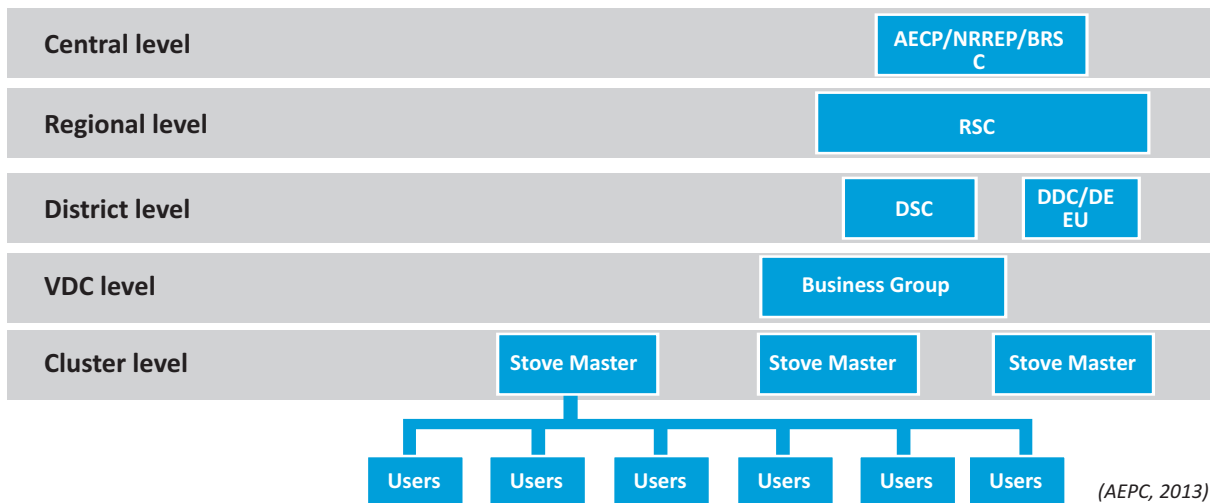 Central level
AECP/NRREP/BRS
C
Regional level
RSC
District level
DSC
DDC/DE
EU
VDC level
Business Group
Cluster level
Stove Master
Stove Master
Stove Master
Users
Users
Users
Users
Users
Users
(AEPC, 2013)